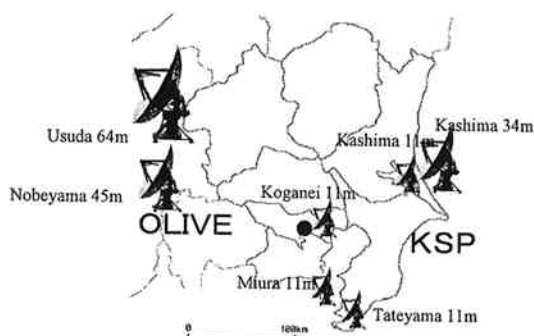 Kashima 34m
Usuda 64m
Kashima 11m
Nobeyama 45m
Koganei 11m
OLIVE
KSP
Miura 11m
Tateyama 11m
0 100km